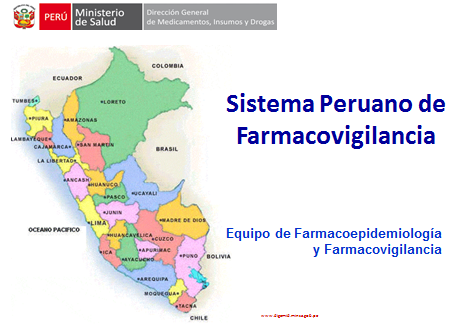 PERÚ
Ministerio
de Salud
Dirección General
de Medicamentos, Insumos y Drogas
Sistema Peruano de
Farmacovigilancia
Equipo de Farmacoepidemiología
y Farmacovigilancia
COLOMBIA
ECUADOR
TUMBES
LORETO
PIURA
AMAZONAS
LAMBAYEQUE
CAJAMARCA
SAN MARTIN
BRASIL
LA LIBERTAD
ANCASH
HUANUCO
UCAYALI
PASCO
JUNIN
LIMA
MADRE DE DIOS
OCEANO PACIFICO
HUANCAVELICA
CUZCO
ICA
APURIMAC
AYACUCHO
PUNO
BOLIVIA
AREQUIPA
MOQUEGUA
TACNA
CHILE